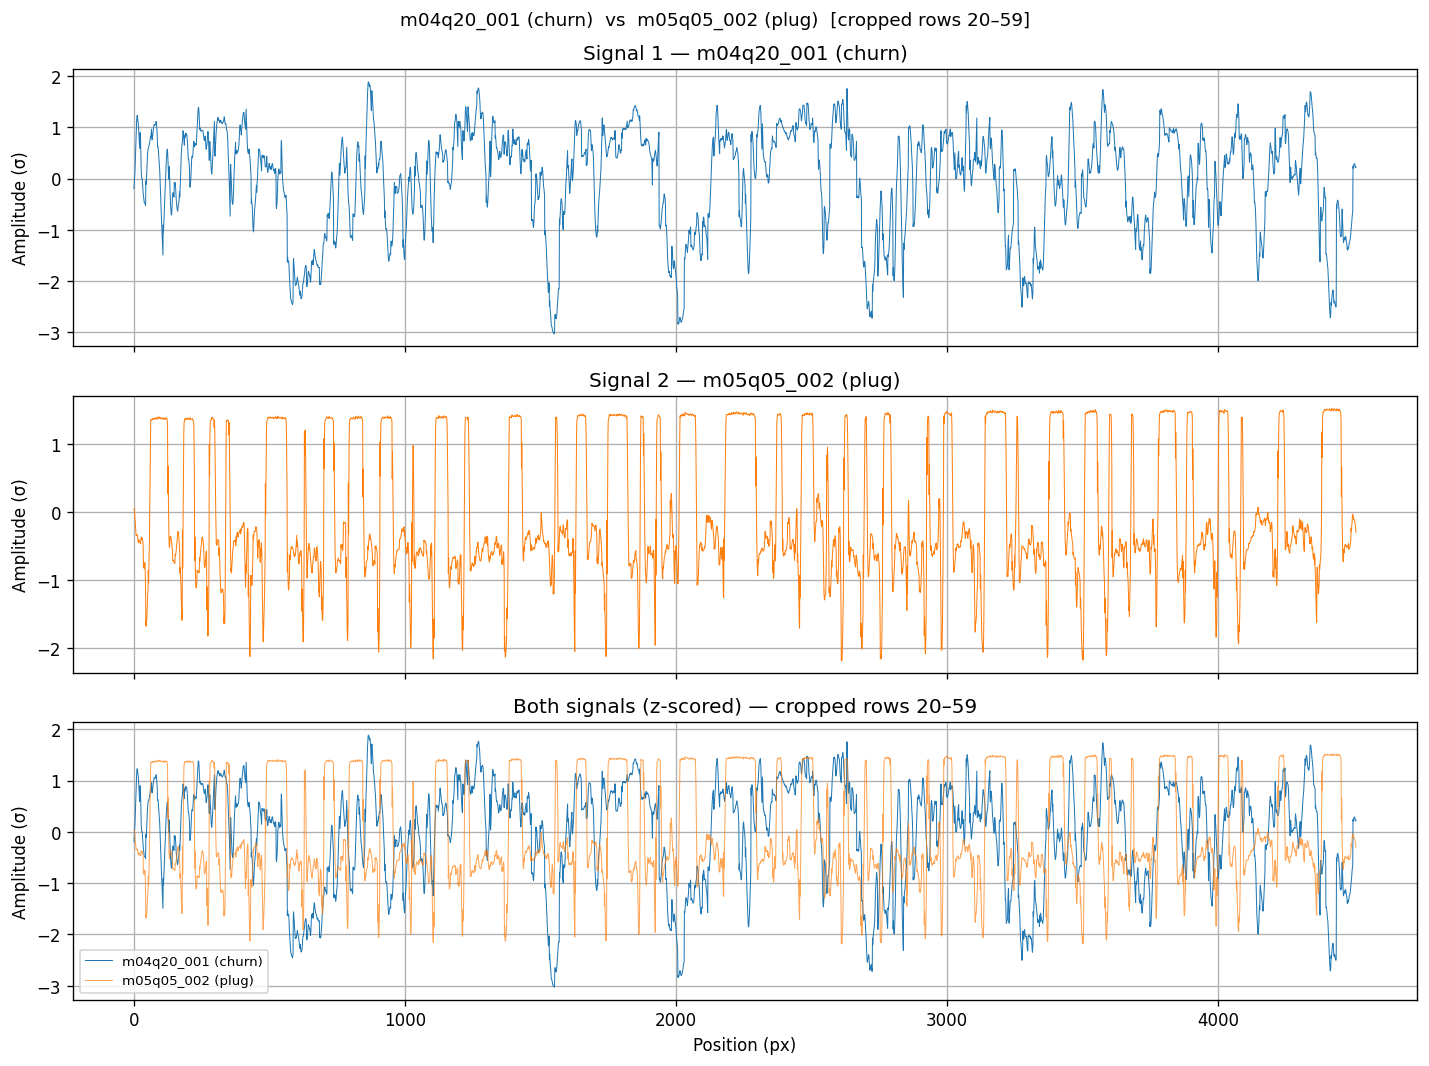 m04q20_001 (churn)  vs  m05q05_002 (plug)  [cropped rows 20–59]
Signal 1 — m04q20_001 (churn)
2
1
0
−1
−2
−3
Amplitude (σ)
Signal 2 — m05q05_002 (plug)
1
0
−1
−2
Amplitude (σ)
Both signals (z-scored) — cropped rows 20–59
2
1
0
−1
−2
−3
Amplitude (σ)
m04q20_001 (churn)
m05q05_002 (plug)
0 1000 2000 3000 4000
Position (px)